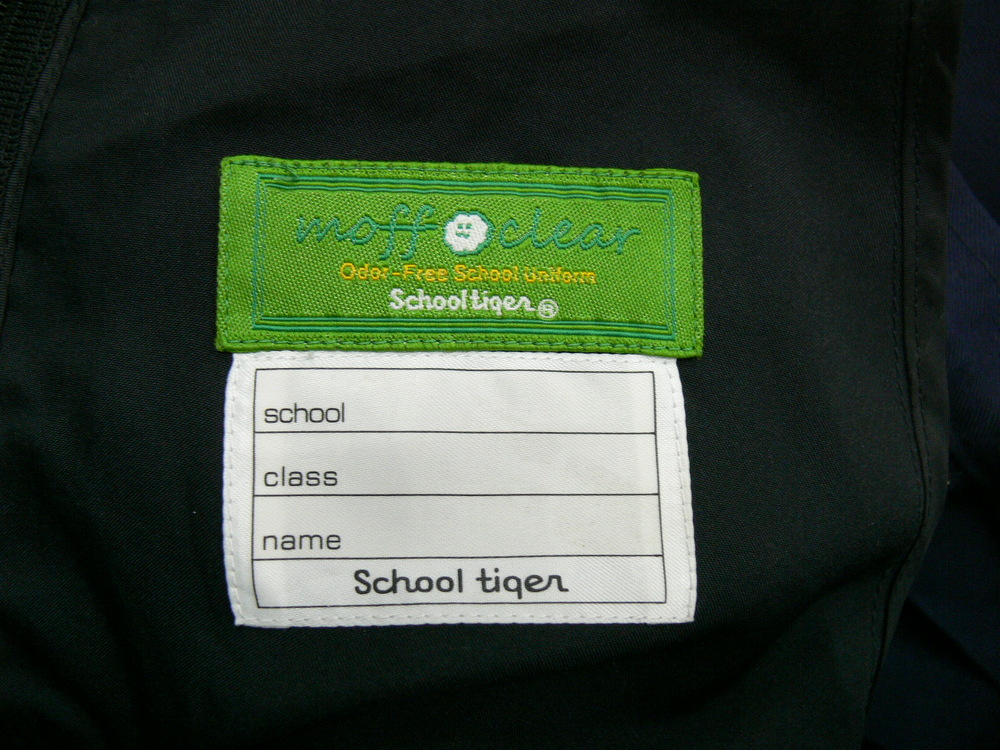 moff clear
Odor-Free School Uniform
Schooltiger®
school
class
name
School tiger